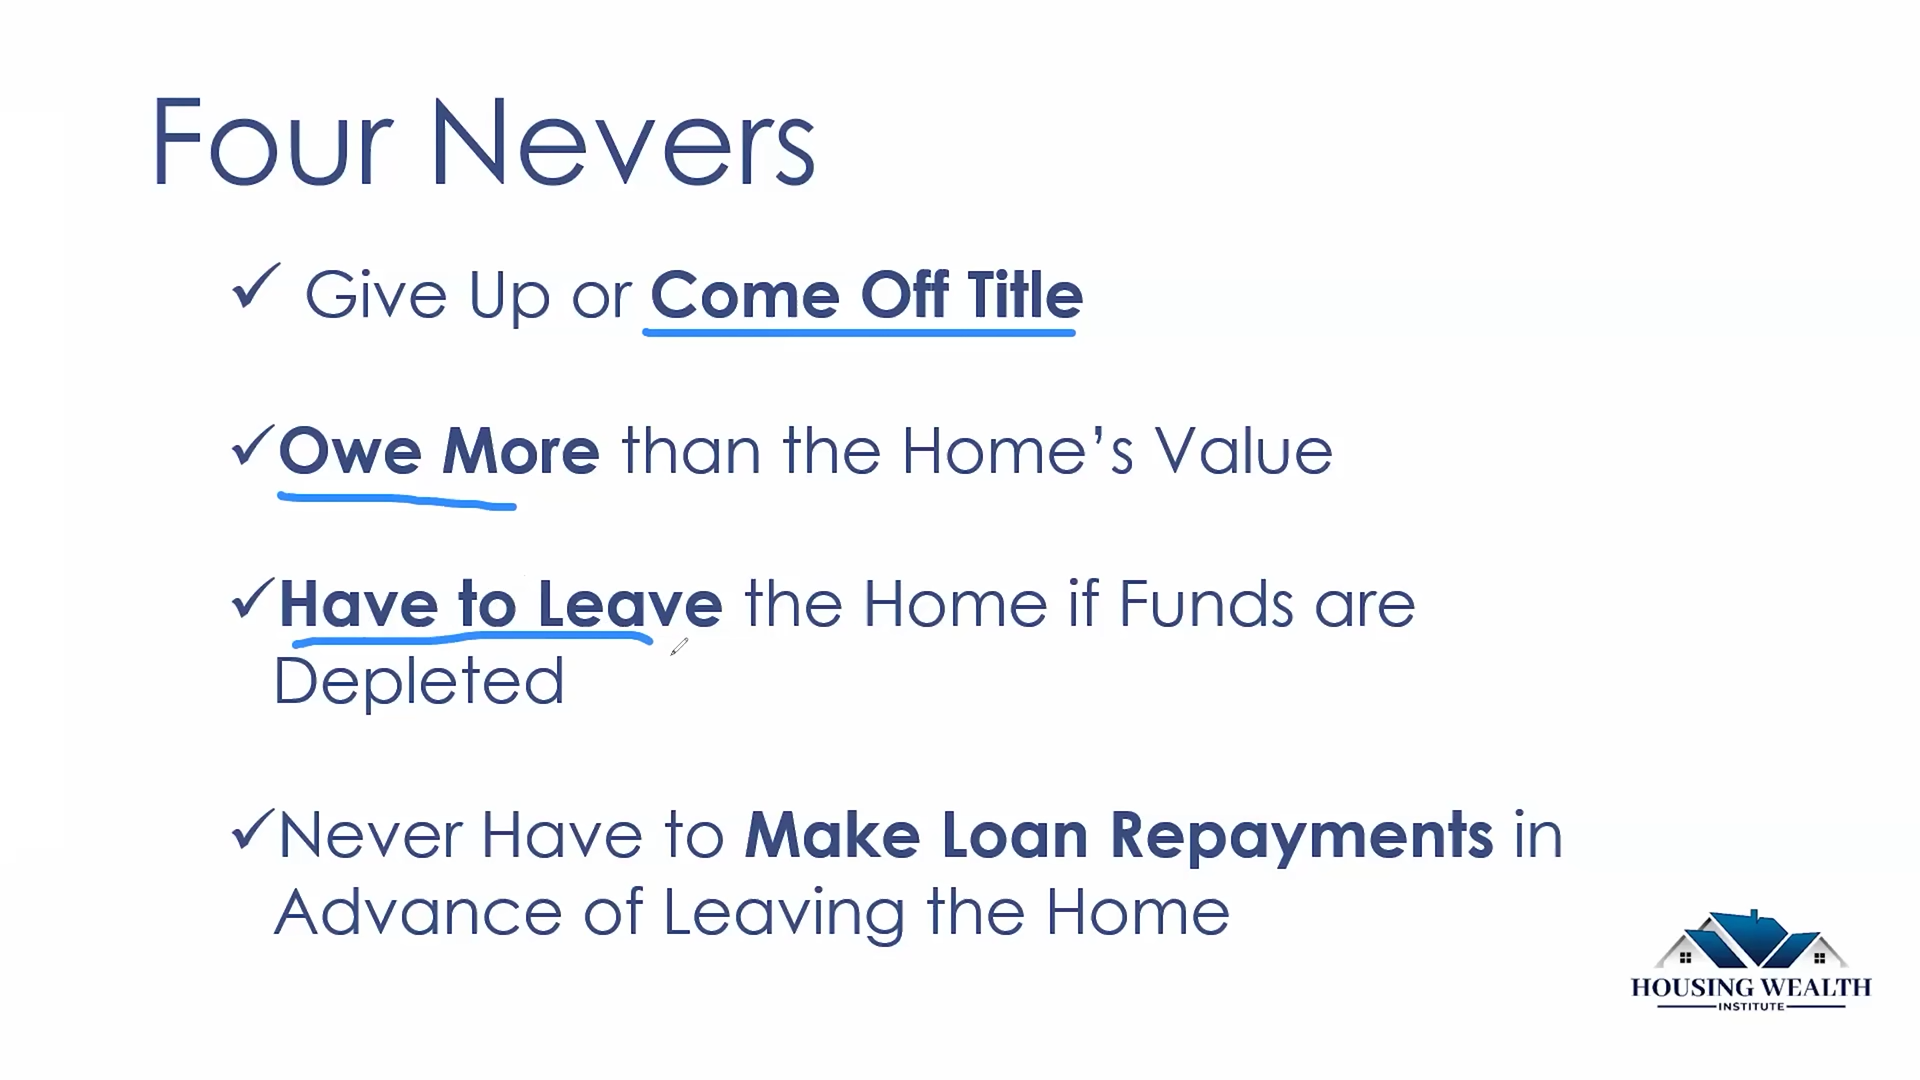 Four Nevers
Give Up or Come Off Title
Owe More than the Home’s Value
Have to Leave the Home if Funds are
Depleted
Never Have to Make Loan Repayments in
Advance of Leaving the Home
HOUSING WEALTH
INSTITUTE